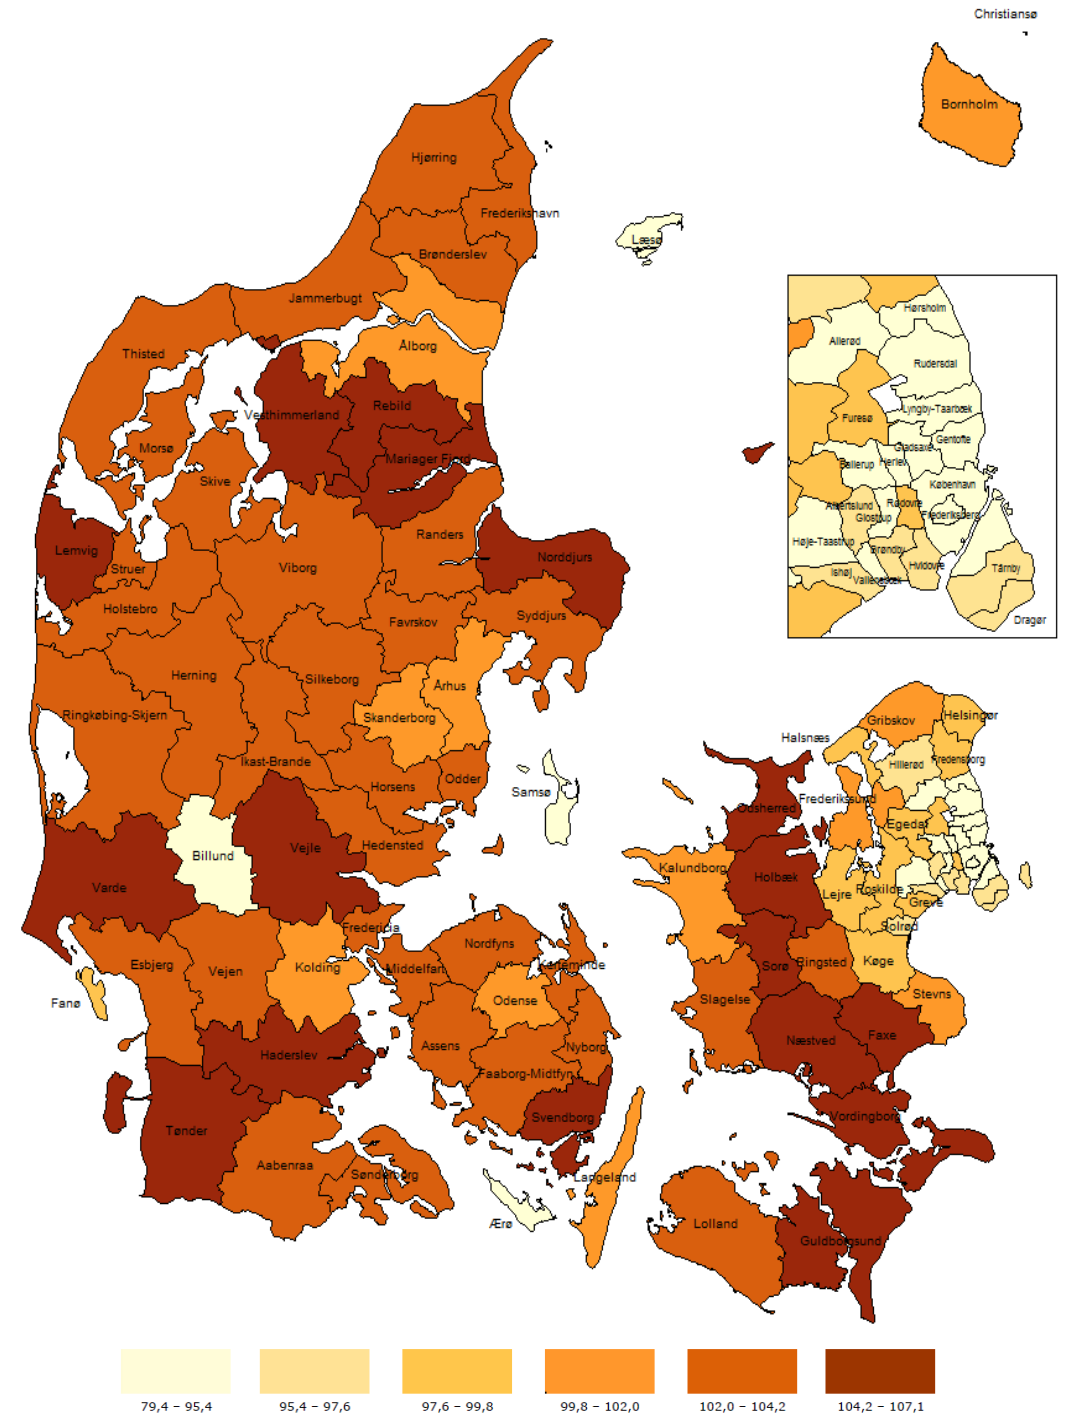 Christiansø
Bornholm
Hjørring
Frederikshavn
Læsø
Brønderslev
Jammerbugt
Hørsholm
Allerød
Ålborg
Thisted
Rudersdal
Rebild
Vesthimmerland
Lyngby-Taarbæk
Furesø
Gentofte
Gladsaxe
Morsø
Mariager Fjord
Ballerup
Herlev
Skive
København
Albertslund
Rødovre
Frederiksberg
Glostrup
Randers
Høje-Taastrup
Lemvig
Norddjurs
Brøndby
Struer
Viborg
Hvidovre
Tårnby
Ishøj
Vallensbæk
Holstebro
Syddjurs
Favrskov
Dragør
Herning
Silkeborg
Århus
Ringkøbing-Skjern
Skanderborg
Gribskov
Helsingør
Halsnæs
Ikast-Brande
Fredensborg
Hillerød
Odder
Horsens
Samsø
Frederikssund
Odsherred
Egedal
Hedensted
Vejle
Billund
Kalundborg
Holbæk
Varde
Lejre
Roskilde
Greve
Fredericia
Solrød
Nordfyns
Køge
Esbjerg
Vejen
Kolding
Middelfart
Kerteminde
Sorø
Ringsted
Stevns
Fanø
Odense
Slagelse
Assens
Nyborg
Næstved
Faxe
Haderslev
Faaborg-Midtfyn
Svendborg
Vordingborg
Tønder
Aabenraa
Sønderborg
Langeland
Ærø
Lolland
Guldborgsund
79,4 – 95,4
95,4 – 97,6
97,6 – 99,8
99,8 – 102,0
102,0 – 104,2
104,2 – 107,1